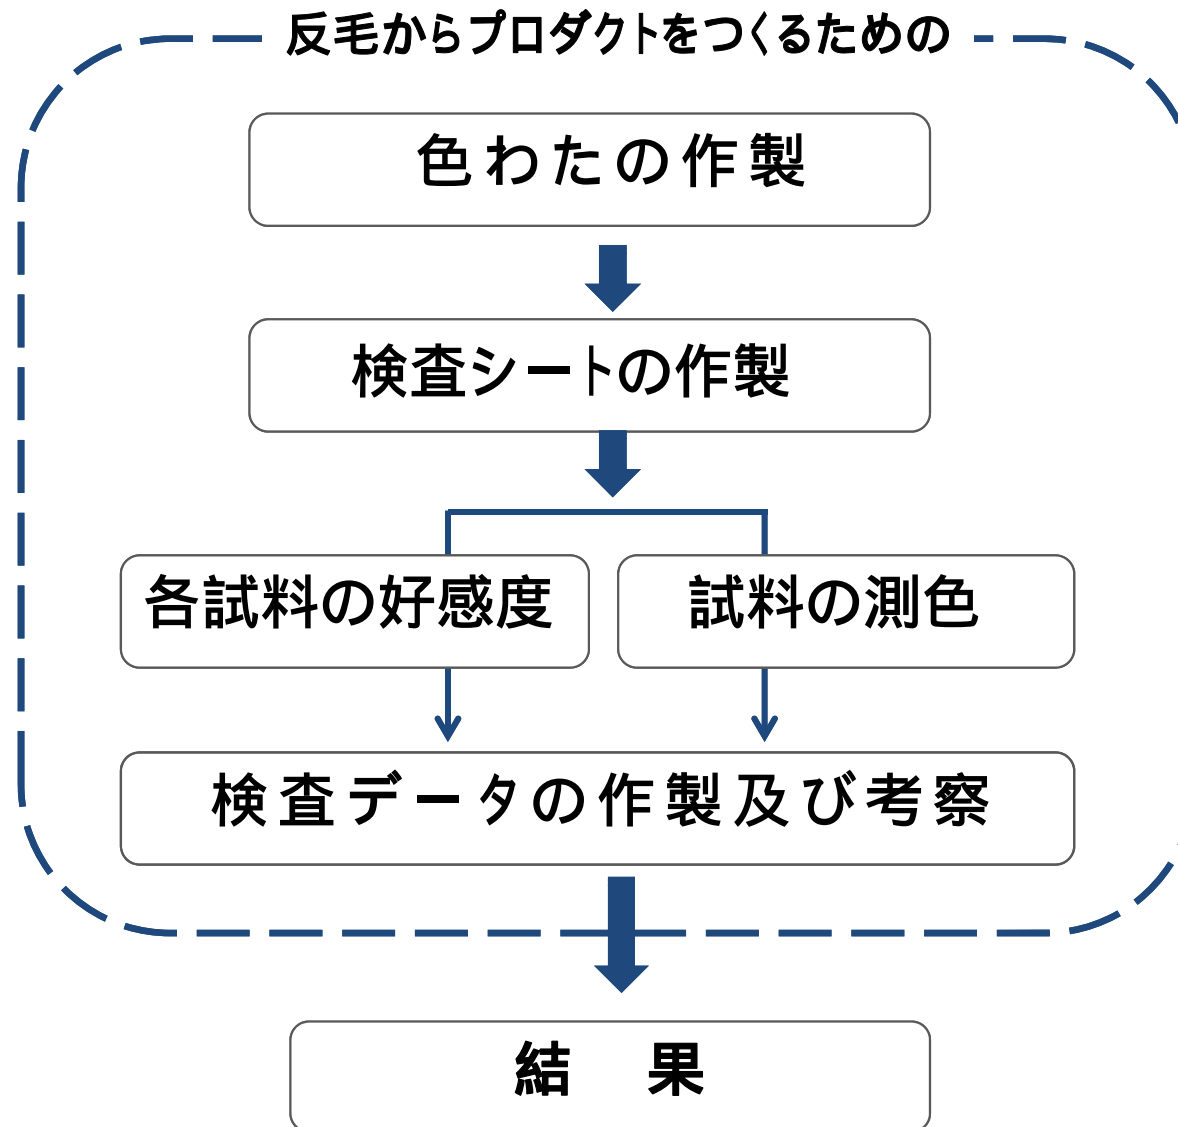 反毛からプロダクトをつくるための
色わたの作製
検査シートの作製
各試料の好感度
試料の測色
検査データの作製及び考察
結 果